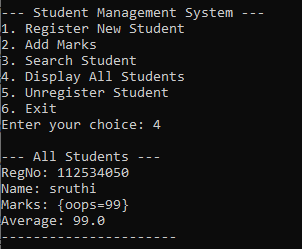 --- Student Management System ---
1. Register New Student
2. Add Marks
3. Search Student
4. Display All Students
5. Unregister Student
6. Exit
Enter your choice: 4
--- All Students ---
RegNo: 112534050
Name: sruthi
Marks: {oops=99}
Average: 99.0
----------------------